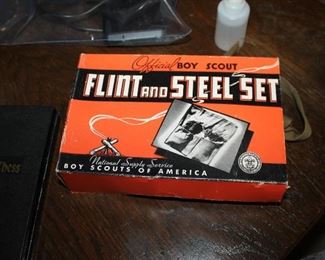 Official BOY SCOUT
FLINT AND STEEL SET
National Supply Service
BOY SCOUTS OF AMERICA